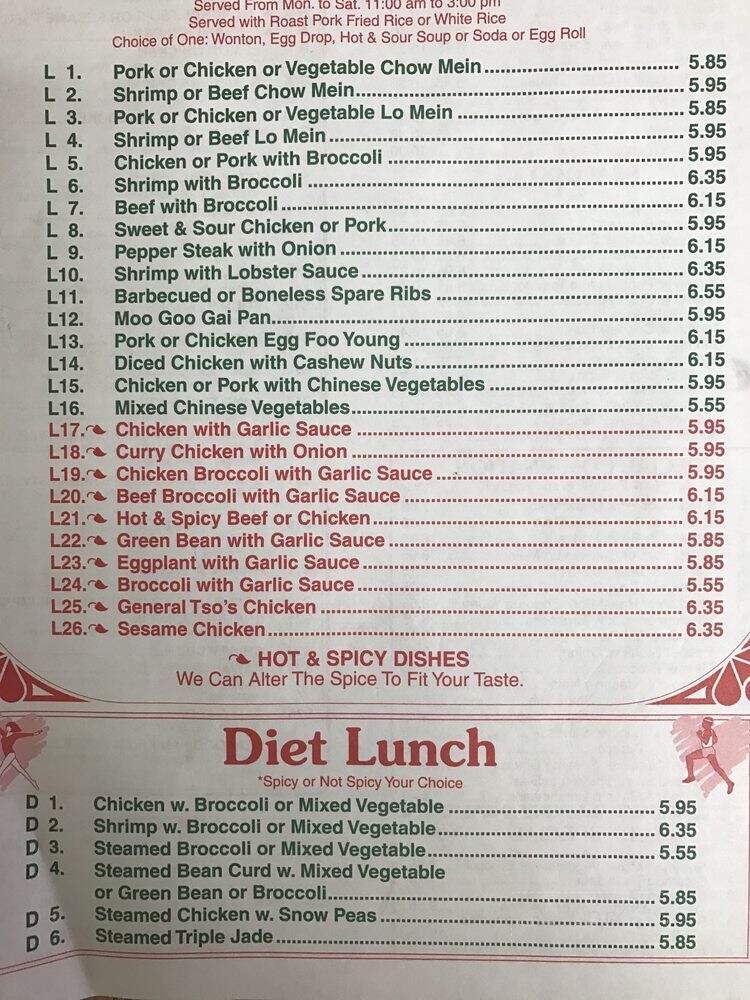 Served From Mon. to Sat. 11:00 am to 3:00 pm
Served with Roast Pork Fried Rice or White Rice
Choice of One: Wonton, Egg Drop, Hot & Sour Soup or Soda or Egg Roll
L 1. Pork or Chicken or Vegetable Chow Mein 5.85
L 2. Shrimp or Beef Chow Mein 5.95
L 3. Pork or Chicken or Vegetable Lo Mein 5.85
L 4. Shrimp or Beef Lo Mein 5.95
L 5. Chicken or Pork with Broccoli 5.95
L 6. Shrimp with Broccoli 6.35
L 7. Beef with Broccoli 6.15
L 8. Sweet & Sour Chicken or Pork 5.95
L 9. Pepper Steak with Onion 6.15
L10. Shrimp with Lobster Sauce 6.35
L11. Barbecued or Boneless Spare Ribs 6.55
L12. Moo Goo Gai Pan 5.95
L13. Pork or Chicken Egg Foo Young 6.15
L14. Diced Chicken with Cashew Nuts 6.15
L15. Chicken or Pork with Chinese Vegetables 5.95
L16. Mixed Chinese Vegetables 5.55
L17. Chicken with Garlic Sauce 5.95
L18. Curry Chicken with Onion 5.95
L19. Chicken Broccoli with Garlic Sauce 5.95
L20. Beef Broccoli with Garlic Sauce 6.15
L21. Hot & Spicy Beef or Chicken 6.15
L22. Green Bean with Garlic Sauce 5.85
L23. Eggplant with Garlic Sauce 5.85
L24. Broccoli with Garlic Sauce 5.55
L25. General Tso's Chicken 6.35
L26. Sesame Chicken 6.35
HOT & SPICY DISHES
We Can Alter The Spice To Fit Your Taste.
Diet Lunch
*Spicy or Not Spicy Your Choice
D 1. Chicken w. Broccoli or Mixed Vegetable 5.95
D 2. Shrimp w. Broccoli or Mixed Vegetable 6.35
D 3. Steamed Broccoli or Mixed Vegetable 5.55
D 4. Steamed Bean Curd w. Mixed Vegetable
or Green Bean or Broccoli 5.85
D 5. Steamed Chicken w. Snow Peas 5.95
D 6. Steamed Triple Jade 5.85